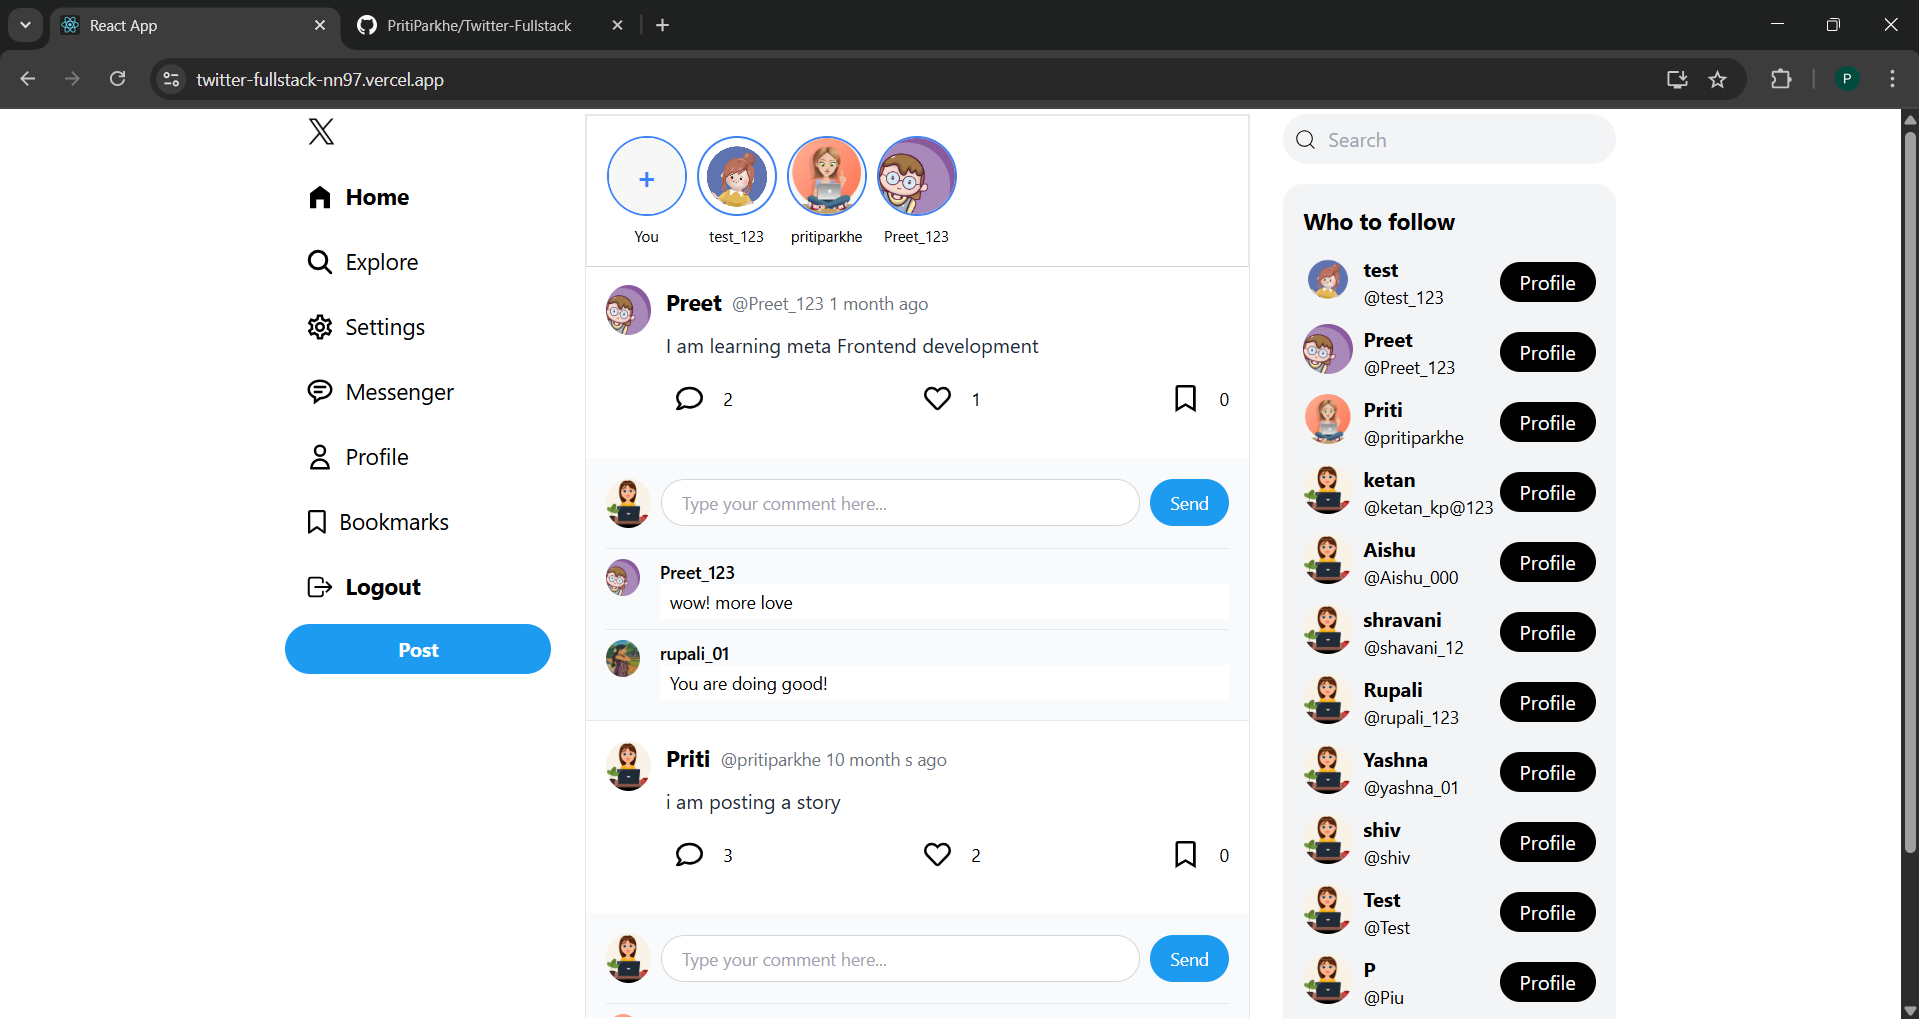 React App
PritiParkhe/Twitter-Fullstack
twitter-fullstack-nn97.vercel.app
P
Home
Explore
Settings
Messenger
Profile
Bookmarks
Logout
Post
+
You
test_123
pritiparkhe
Preet_123
Preet @Preet_123 1 month ago
I am learning meta Frontend development
2
1
0
Type your comment here...
Send
Preet_123
wow! more love
rupali_01
You are doing good!
Priti @pritiparkhe 10 month s ago
i am posting a story
3
2
0
Type your comment here...
Send
Search
Who to follow
test
@test_123
Profile
Preet
@Preet_123
Profile
Priti
@pritiparkhe
Profile
ketan
@ketan_kp@123
Profile
Aishu
@Aishu_000
Profile
shravani
@shavani_12
Profile
Rupali
@rupali_123
Profile
Yashna
@yashna_01
Profile
shiv
@shiv
Profile
Test
@Test
Profile
P
@Piu
Profile